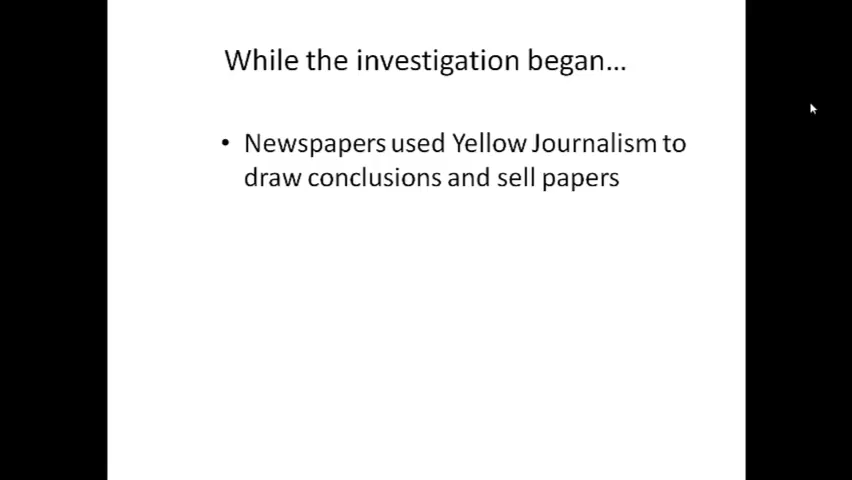 While the investigation began...
• Newspapers used Yellow Journalism to
draw conclusions and sell papers